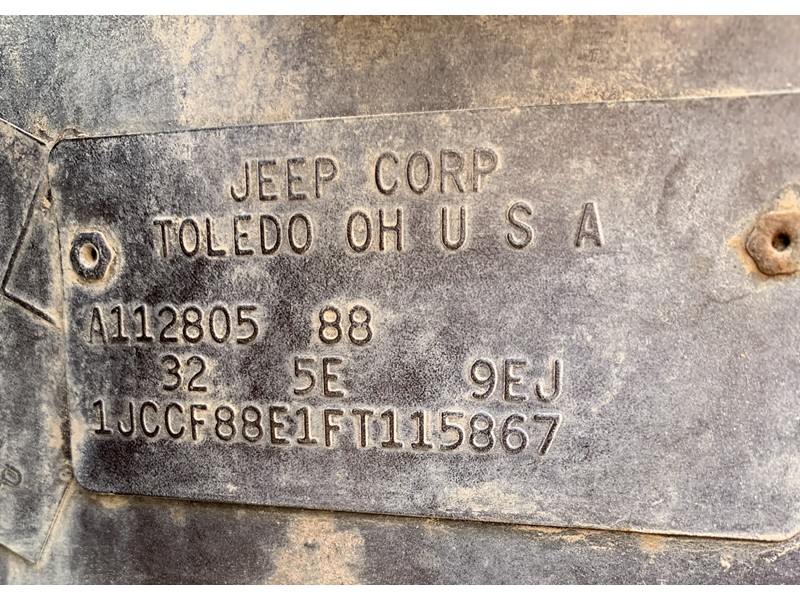 JEEP CORP
TOLEDO OH U S A
A112805 88
32 5E 9EJ
1JCCF88E1FT115867